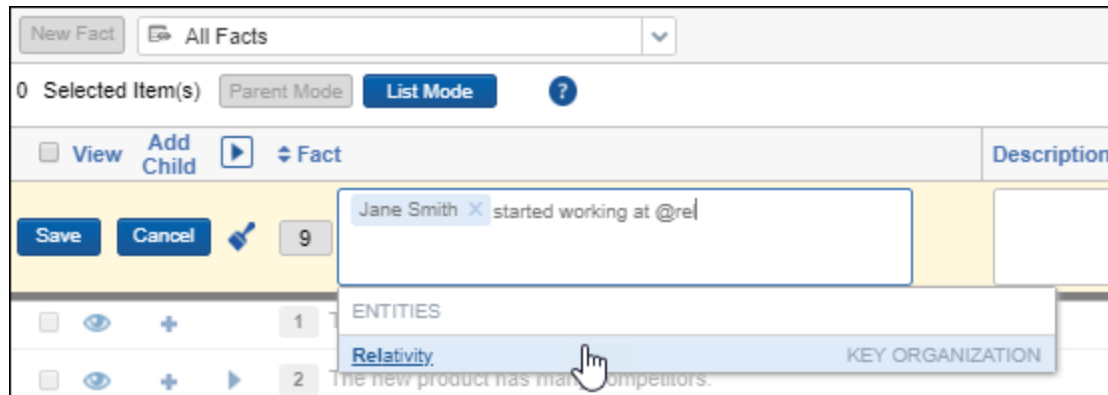 New Fact All Facts
0 Selected Item(s) Parent Mode List Mode ?
View Add Child Fact Description
Save Cancel 9 Jane Smith X started working at @rel
ENTITIES
1 T
Relativity KEY ORGANIZATION
2 The new product has many competitors.